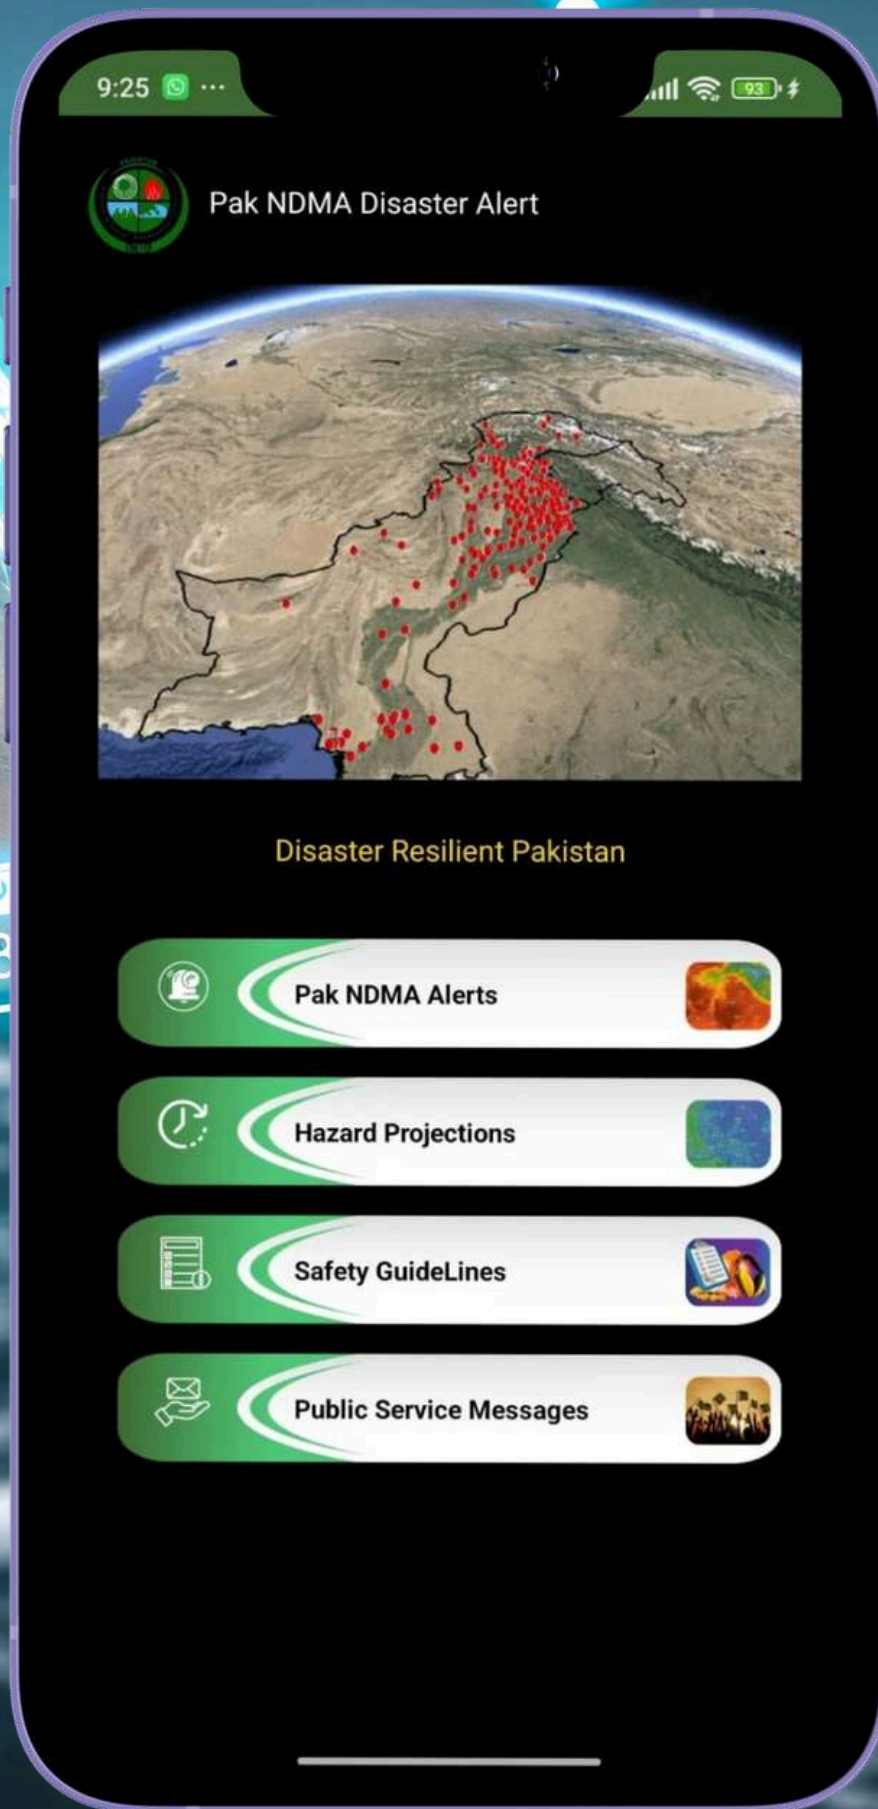 9:25
93
Pak NDMA Disaster Alert
Disaster Resilient Pakistan
Pak NDMA Alerts
Hazard Projections
Safety GuideLines
Public Service Messages